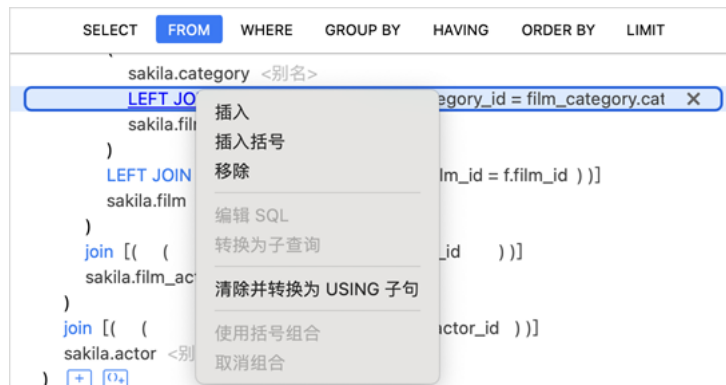 SELECT FROM WHERE GROUP BY HAVING ORDER BY LIMIT
(
sakila.category <别名>
LEFT JO egory_id = film_category.cat ×
sakila.film
)
LEFT JOIN lm_id = f.film_id ) )]
sakila.film
)
join [( ( _id ) )]
sakila.film_ac
)
join [( ( actor_id ) )]
sakila.actor <别
) + ()+
插入
插入括号
移除
编辑 SQL
转换为子查询
清除并转换为 USING 子句
使用括号组合
取消组合